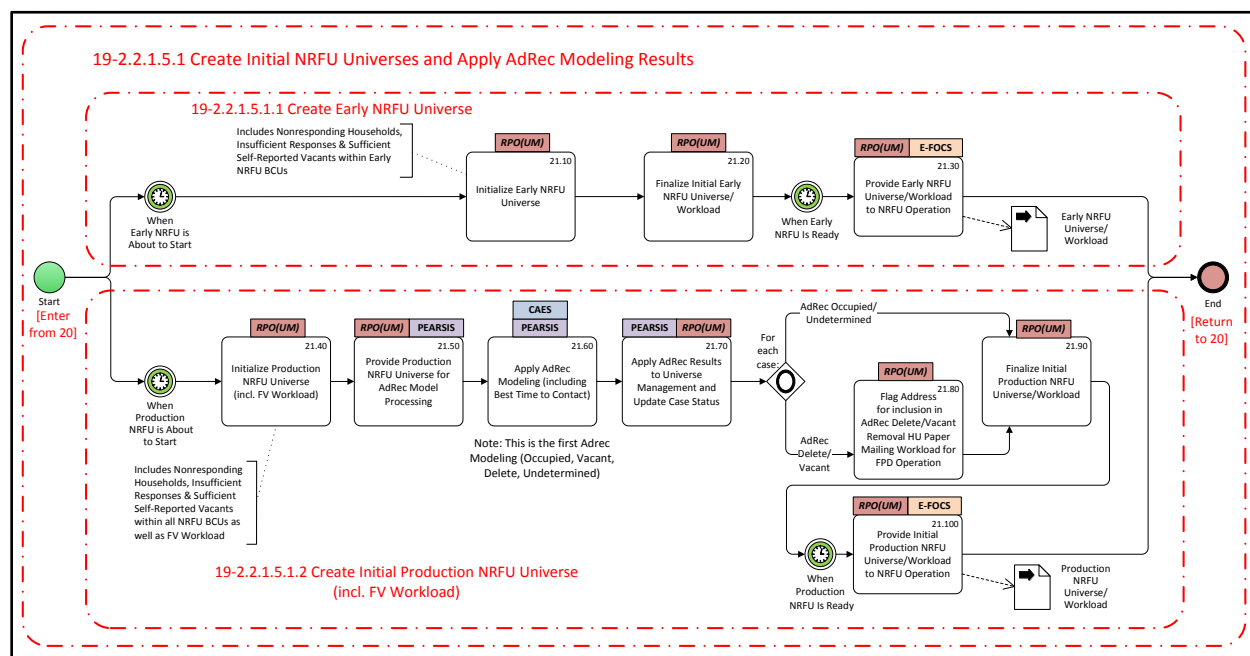 19-2.2.1.5.1 Create Initial NRFU Universes and Apply AdRec Modeling Results
19-2.2.1.5.1.1 Create Early NRFU Universe
Includes Nonresponding Households,
Insufficient Responses & Sufficient
Self-Reported Vacants within Early
NRFU BCUs
When
Early NRFU is
About to Start
RPO(UM)
21.10
Initialize Early NRFU
Universe
RPO(UM)
21.20
Finalize Initial Early
NRFU Universe/
Workload
When Early
NRFU Is Ready
RPO(UM)
E-FOCS
21.30
Provide Early NRFU
Universe/Workload
to NRFU Operation
Early NRFU
Universe/
Workload
Start
[Enter
from 20]
End
[Return
to 20]
When
Production
NRFU is About
to Start
RPO(UM)
21.40
Initialize Production
NRFU Universe
(incl. FV Workload)
Includes Nonresponding
Households, Insufficient
Responses & Sufficient
Self-Reported Vacants
within all NRFU BCUs as
well as FV Workload
RPO(UM)
PEARSIS
21.50
Provide Production
NRFU Universe for
AdRec Model
Processing
CAES
PEARSIS
21.60
Apply AdRec
Modeling (including
Best Time to Contact)
Note: This is the first Adrec
Modeling (Occupied, Vacant,
Delete, Undetermined)
PEARSIS
RPO(UM)
21.70
Apply AdRec Results
to Universe
Management and
Update Case Status
For
each
case:
AdRec Occupied/
Undetermined
AdRec
Delete/
Vacant
RPO(UM)
21.80
Flag Address
for inclusion in
AdRec Delete/Vacant
Removal HU Paper
Mailing Workload for
FPD Operation
RPO(UM)
21.90
Finalize Initial
Production NRFU
Universe/Workload
When
Production
NRFU Is Ready
RPO(UM)
E-FOCS
21.100
Provide Initial
Production NRFU
Universe/Workload
to NRFU Operation
Production
NRFU
Universe/
Workload
19-2.2.1.5.1.2 Create Initial Production NRFU Universe
(incl. FV Workload)